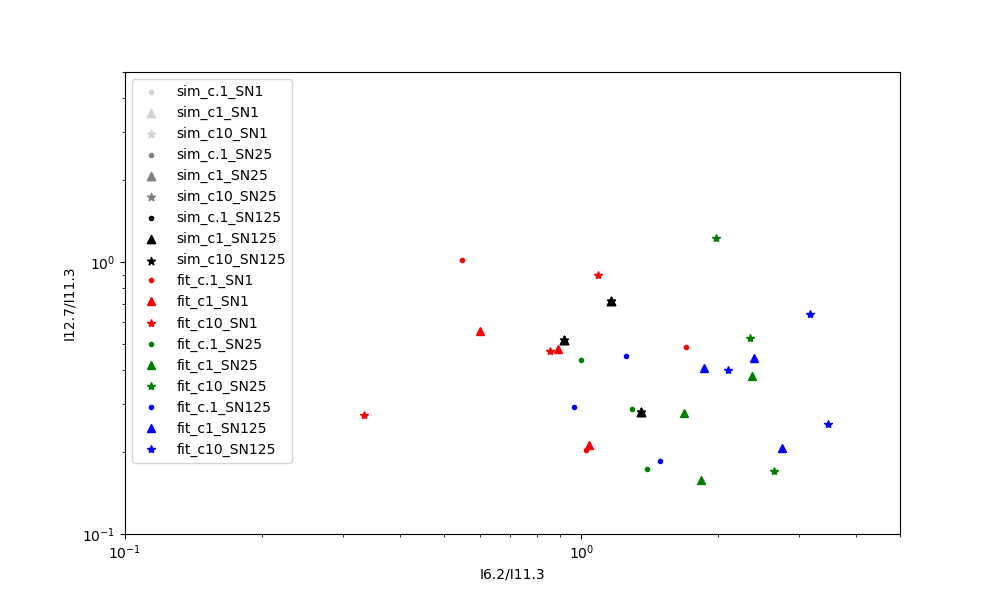 sim_c.1_SN1
sim_c1_SN1
sim_c10_SN1
sim_c.1_SN25
sim_c1_SN25
sim_c10_SN25
sim_c.1_SN125
sim_c1_SN125
sim_c10_SN125
fit_c.1_SN1
fit_c1_SN1
fit_c10_SN1
fit_c.1_SN25
fit_c1_SN25
fit_c10_SN25
fit_c.1_SN125
fit_c1_SN125
fit_c10_SN125
10⁰
10⁻¹
I12.7/I11.3
10⁻¹ 10⁰
I6.2/I11.3